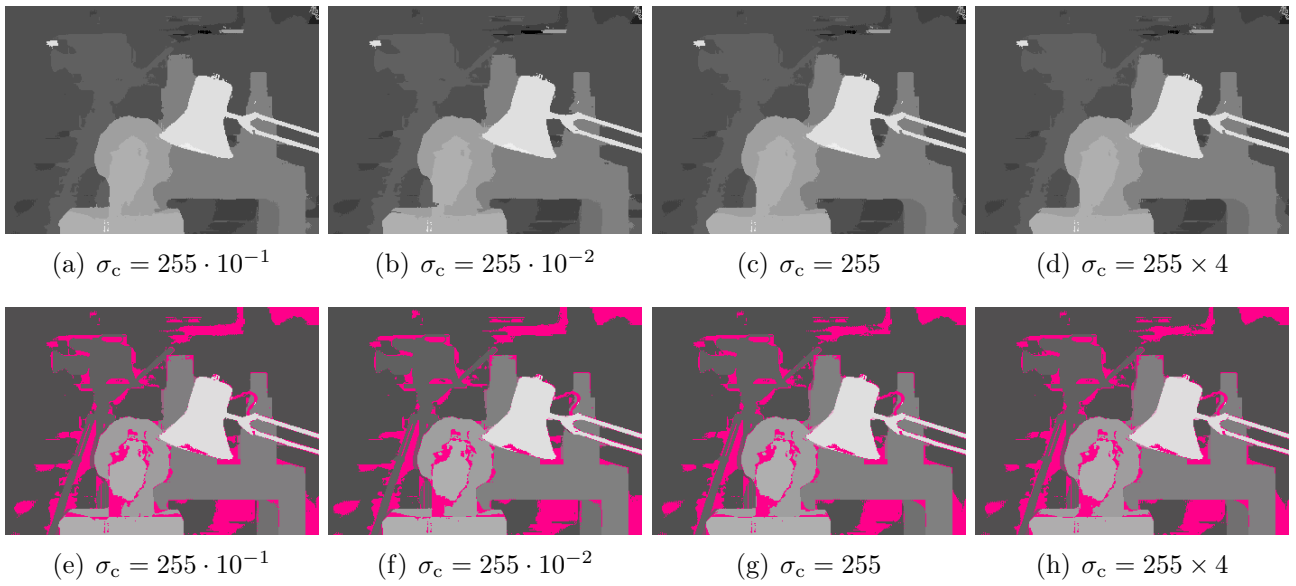 (a) σc = 255 · 10⁻¹
(b) σc = 255 · 10⁻²
(c) σc = 255
(d) σc = 255 × 4
(e) σc = 255 · 10⁻¹
(f) σc = 255 · 10⁻²
(g) σc = 255
(h) σc = 255 × 4